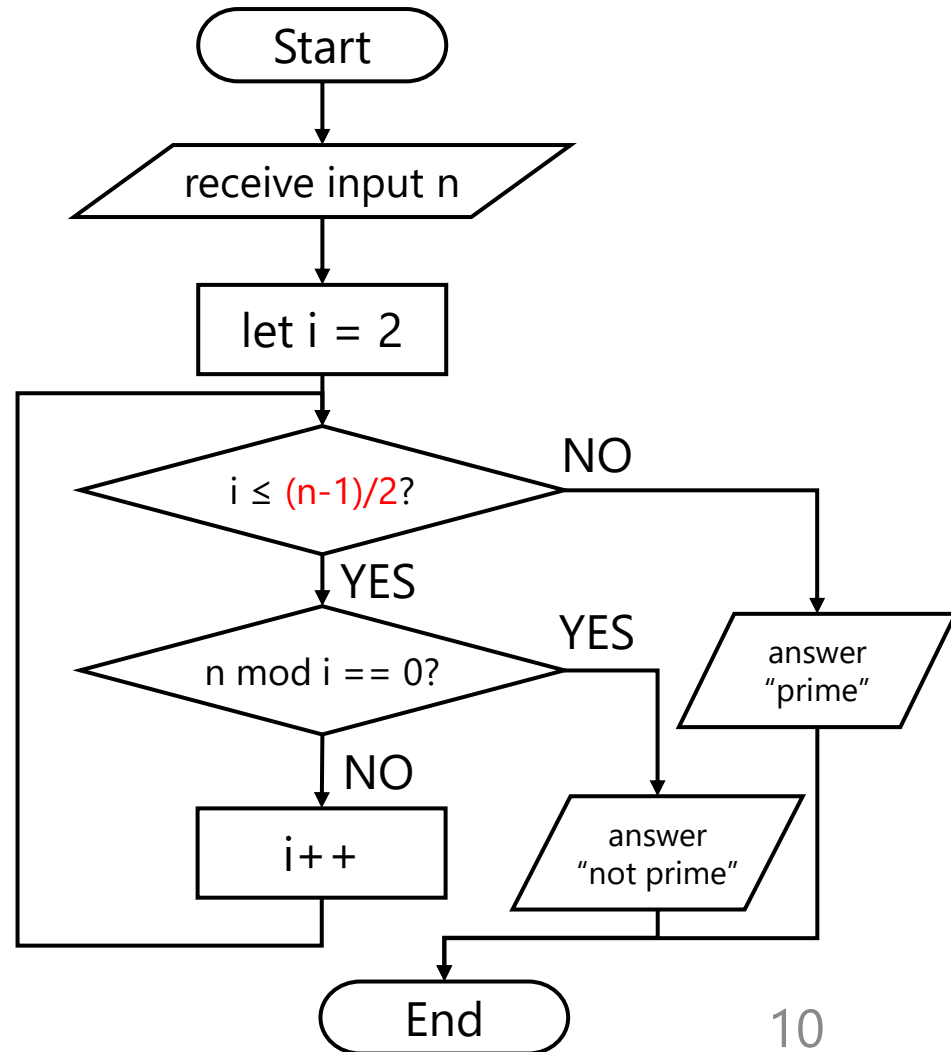 Start
receive input n
let i = 2
i ≤ (n-1)/2?
NO
YES
n mod i == 0?
YES
answer
“prime”
NO
i++
answer
“not prime”
End
10